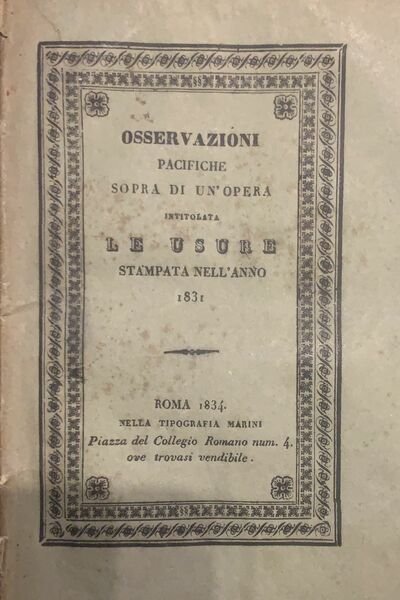 OSSERVAZIONI
PACIFICHE
SOPRA DI UN' OPERA
INTITOLATA
LE USURE
STAMPATA NELL'ANNO
1831
ROMA 1834.
NELLA TIPOGRAFIA MARINI
Piazza del Collegio Romano num. 4.
ove trovasi vendibile.